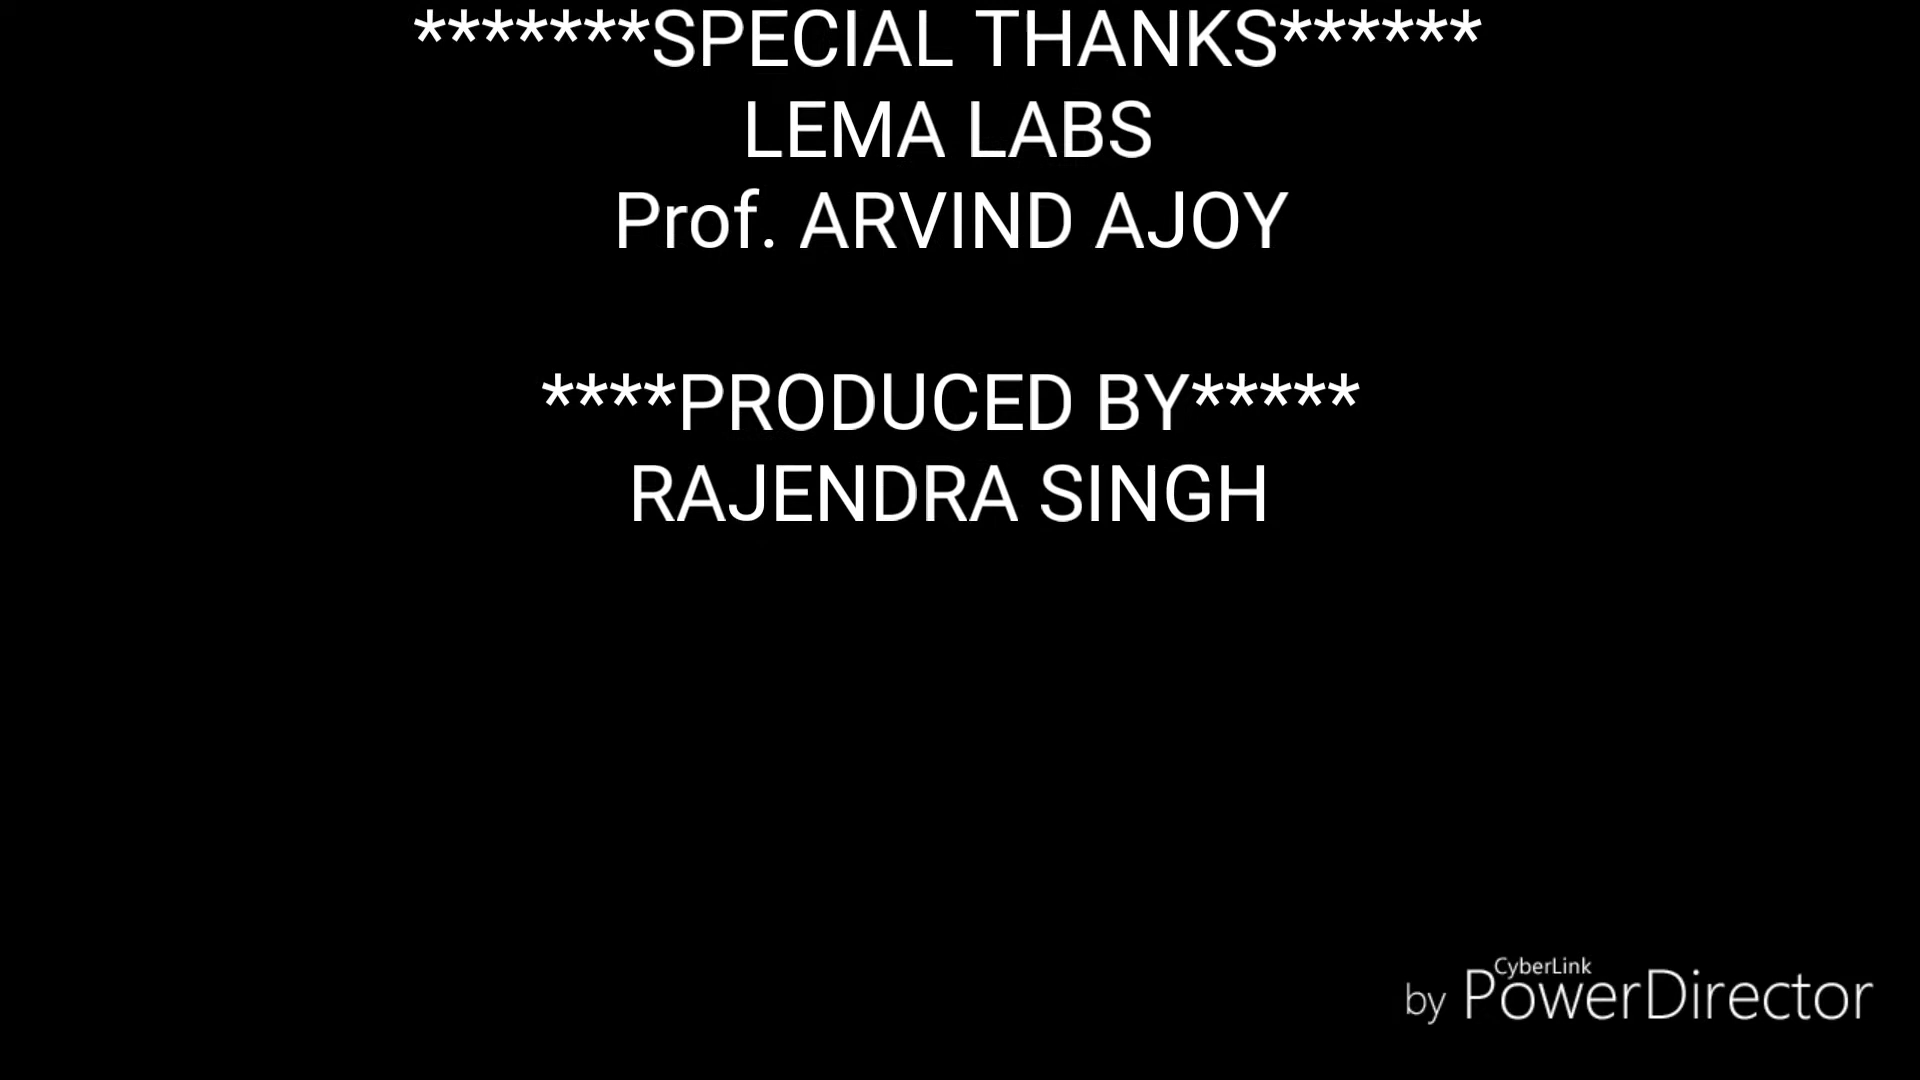 *******SPECIAL THANKS******
LEMA LABS
Prof. ARVIND AJOY
****PRODUCED BY*****
RAJENDRA SINGH
by CyberLink PowerDirector